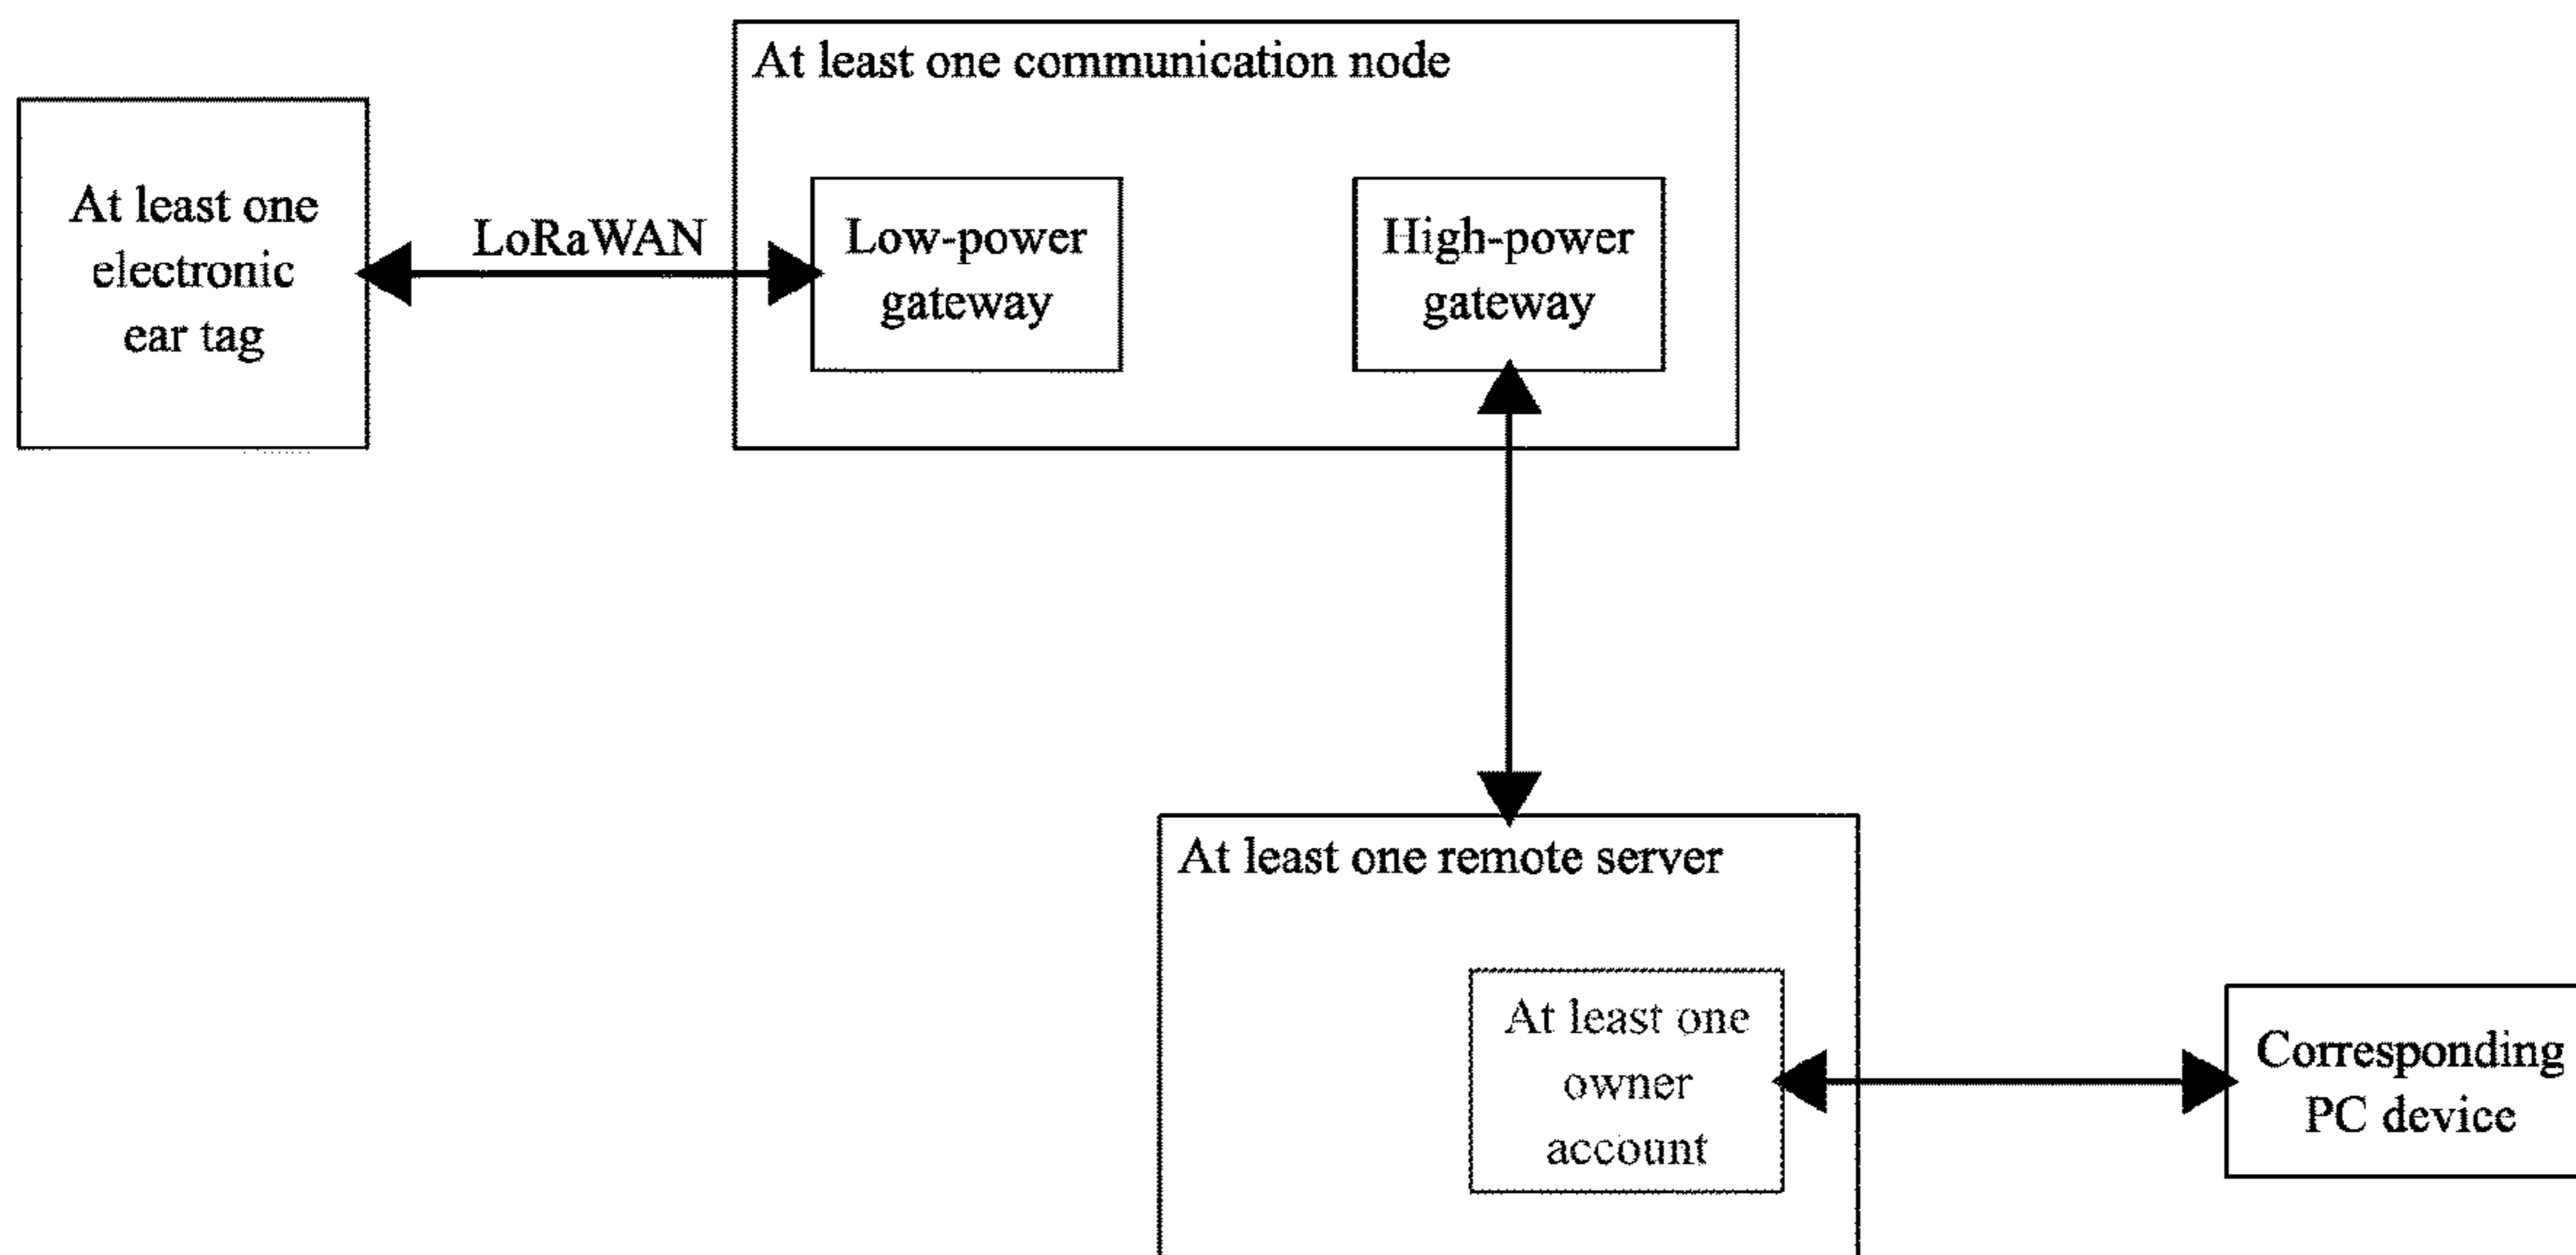 At least one communication node
At least one
electronic
ear tag
LoRaWAN
Low-power
gateway
High-power
gateway
At least one remote server
At least one
owner
account
Corresponding
PC device